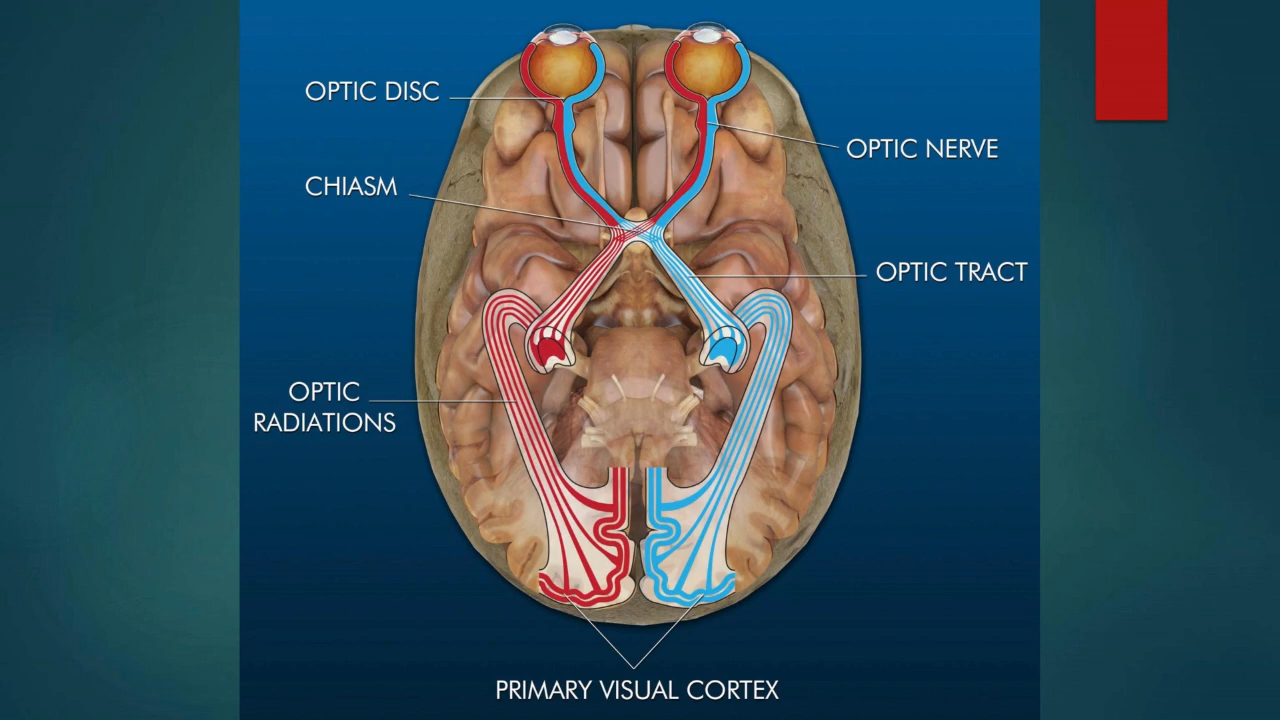 OPTIC DISC
OPTIC NERVE
CHIASM
OPTIC TRACT
OPTIC
RADIATIONS
PRIMARY VISUAL CORTEX